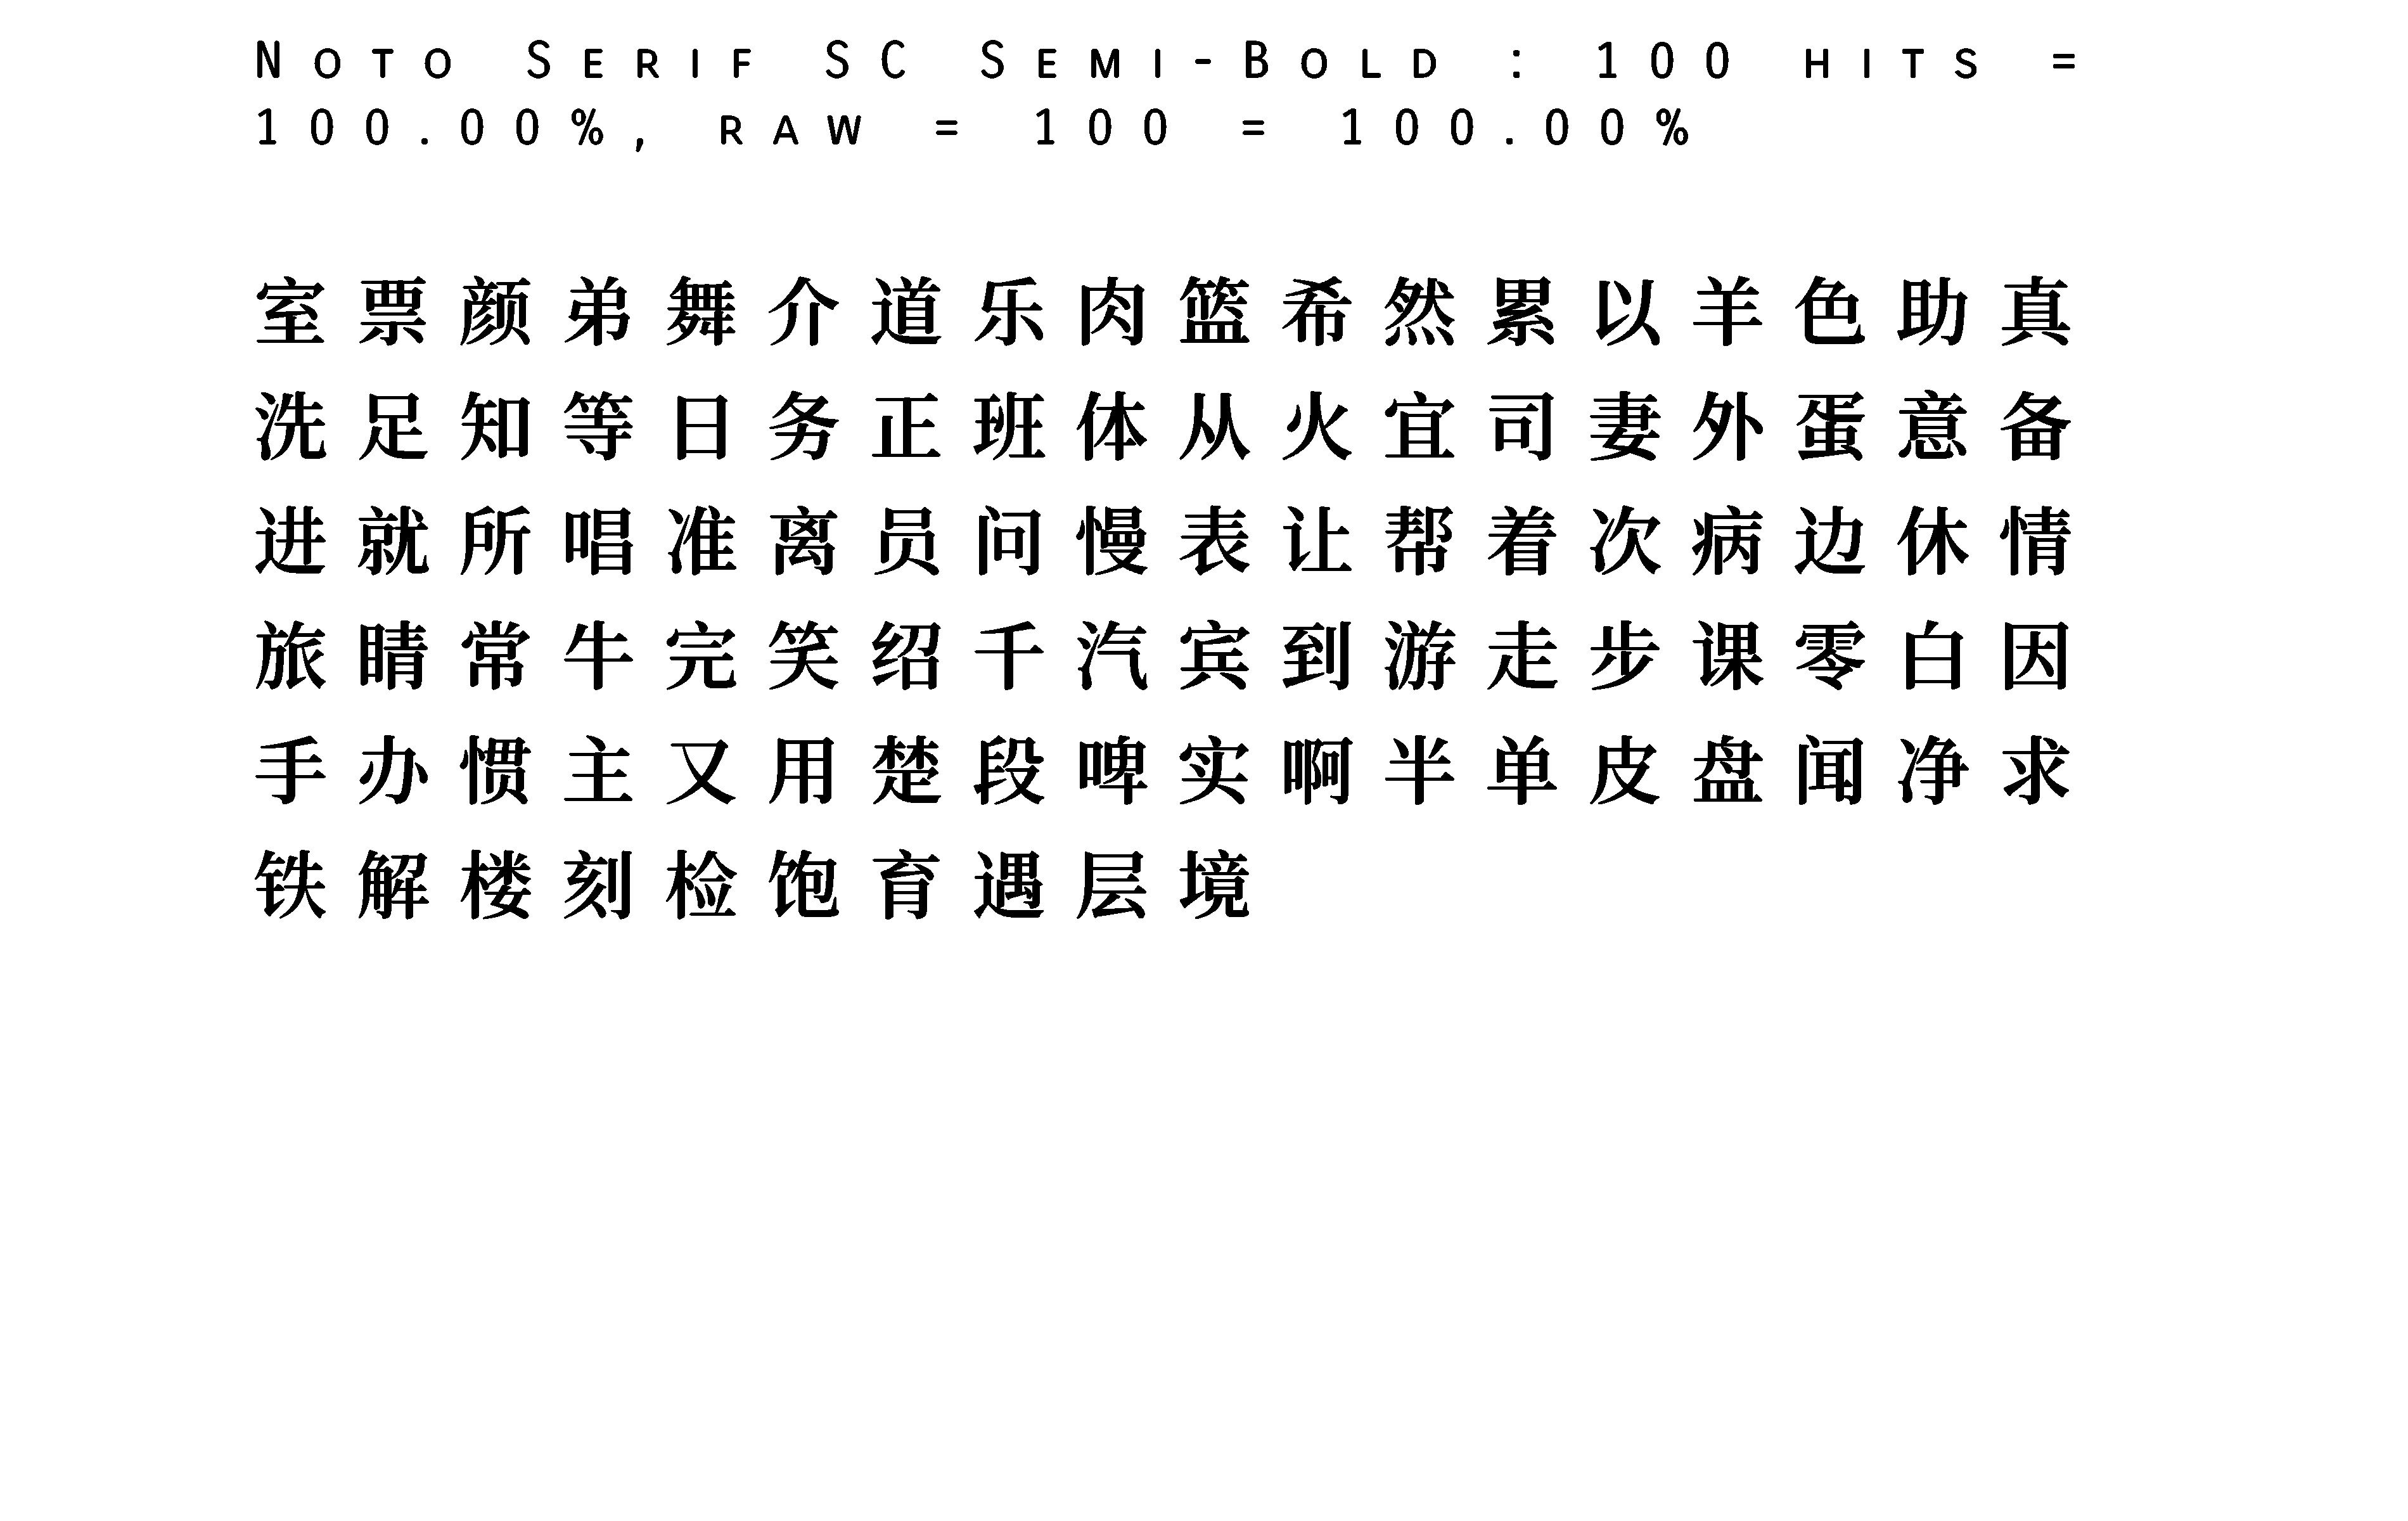 Noto Serif SC Semi-Bold : 100 hits =
100.00%, raw = 100 = 100.00%
室票颜弟舞介道乐肉篮希然累以羊色助真
洗足知等日务正班体从火宜司妻外蛋意备
进就所唱准离员问慢表让帮着次病边休情
旅睛常牛完笑绍千汽宾到游走步课零白因
手办惯主又用楚段啤实啊半单皮盘闻净求
铁解楼刻检饱育遇层境